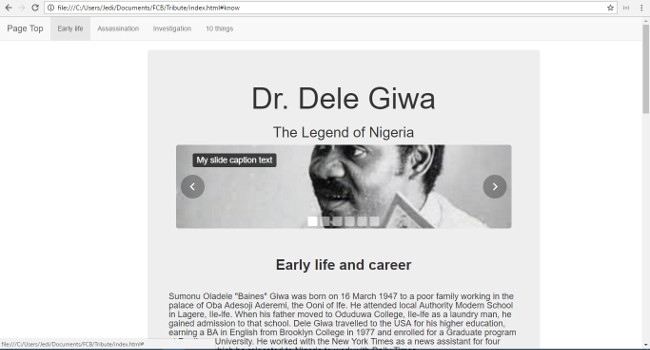 file:///C:/Users/Jedi/Documents/FCB/Tribute/index.html#know
Page Top Early life Assassination Investigation 10 things
Dr. Dele Giwa
The Legend of Nigeria
My slide caption text
Early life and career
Sumonu Oladele "Baines" Giwa was born on 16 March 1947 to a poor family working in the
palace of Oba Adesoji Aderemi, the Ooni of Ife. He attended local Authority Modern School
in Lagere, Ile-Ife. When his father moved to Oduduwa College, Ile-Ife as a laundry man, he
gained admission to that school. Dele Giwa travelled to the USA for his higher education,
earning a BA in English from Brooklyn College in 1977 and enrolled for a Graduate program
University. He worked with the New York Times as a news assistant for four
file:///C:/Users/Jedi/Documents/FCB/Tribute/index.html#